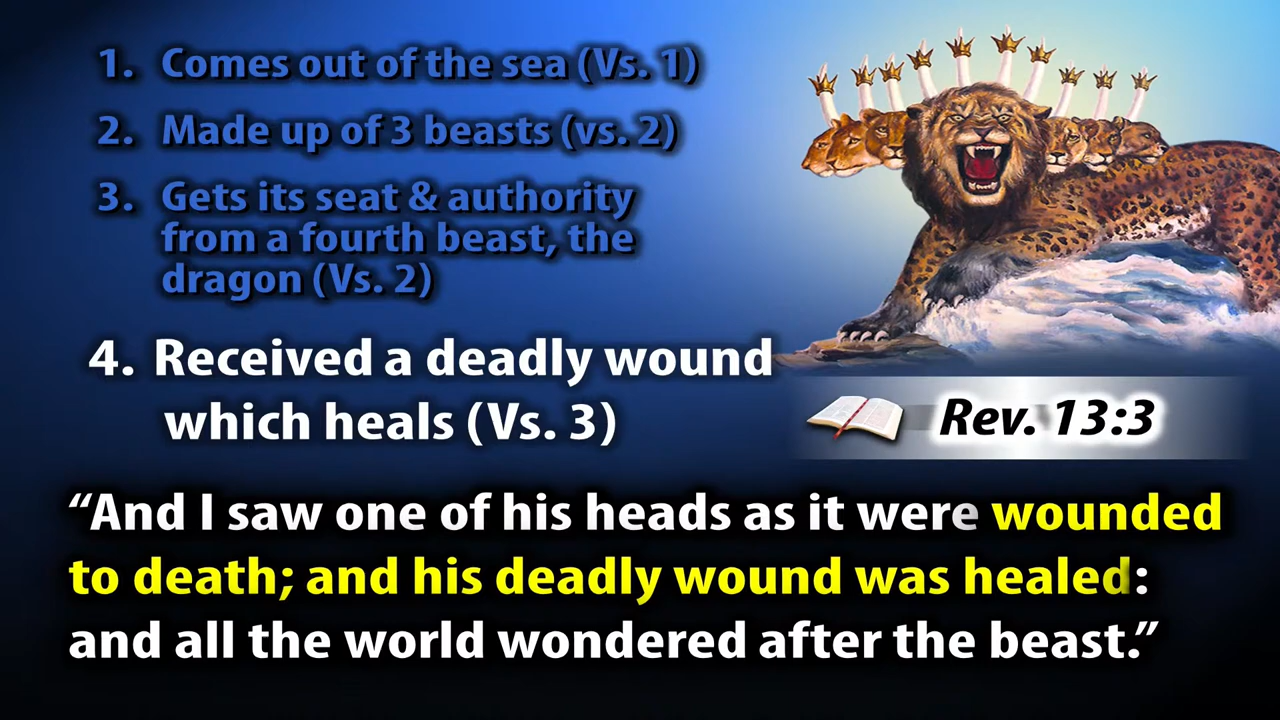 1. Comes out of the sea (Vs. 1)
2. Made up of 3 beasts (vs. 2)
3. Gets its seat & authority
from a fourth beast, the
dragon (Vs. 2)
4. Received a deadly wound
which heals (Vs. 3)
Rev. 13:3
“And I saw one of his heads as it were wounded
to death; and his deadly wound was healed:
and all the world wondered after the beast.”